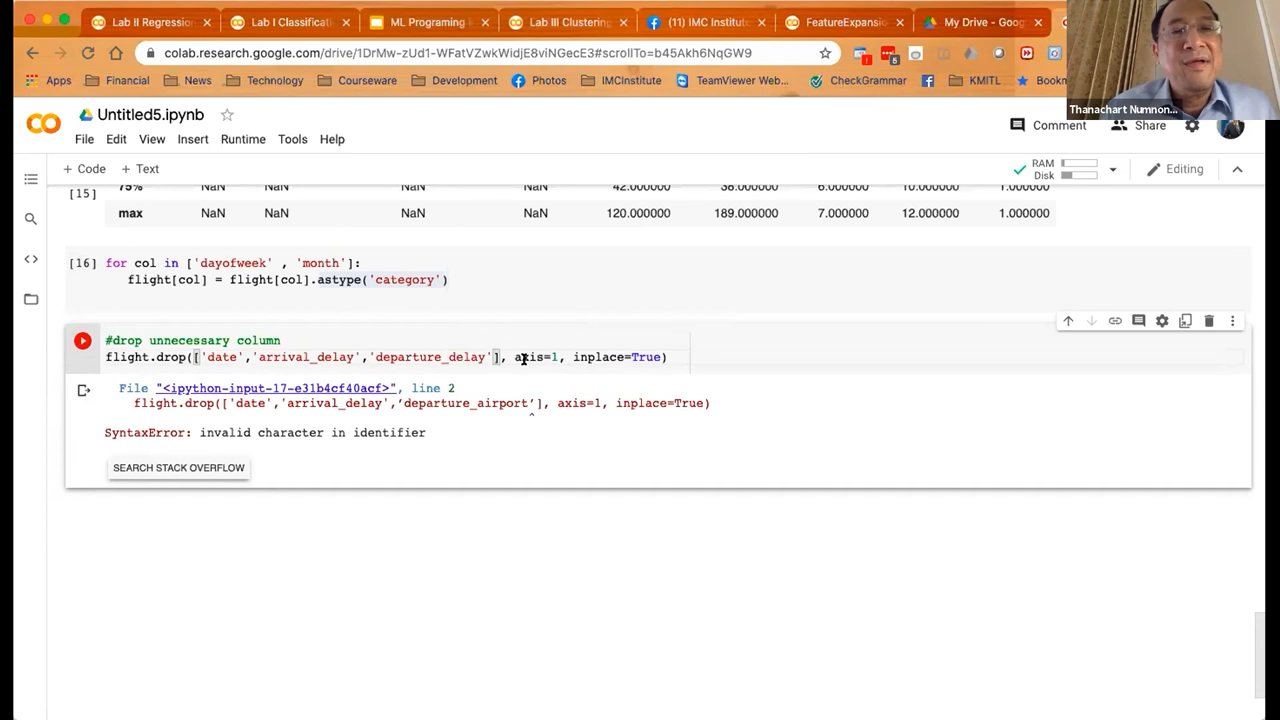 Lab II Regression
Lab I Classificati
ML Programing in
Lab III Clustering
(11) IMC Institute
FeatureExpansio
My Drive - Goog
colab.research.google.com/drive/1DrMw-zUd1-WFatVZwkWidjE8viNGecE3#scrollTo=b45Akh6NqGW9
Apps
Financial
News
Technology
Courseware
Development
Photos
IMCInstitute
TeamViewer Web...
CheckGrammar
KMITL
Bookm
Thanachart Numnon...
Untitled5.ipynb
File Edit View Insert Runtime Tools Help
Comment
Share
+ Code + Text
RAM
Disk
Editing
[15]
75% NaN NaN NaN NaN 42.000000 38.000000 6.000000 10.000000 1.000000
max NaN NaN NaN NaN 120.000000 189.000000 7.000000 12.000000 1.000000
[16] for col in ['dayofweek' , 'month']:
flight[col] = flight[col].astype('category')
#drop unnecessary column
flight.drop(['date','arrival_delay','departure_delay'], axis=1, inplace=True)
File "<ipython-input-17-e31b4cf40acf>", line 2
flight.drop(['date','arrival_delay',‘departure_airport’], axis=1, inplace=True)
^
SyntaxError: invalid character in identifier
SEARCH STACK OVERFLOW